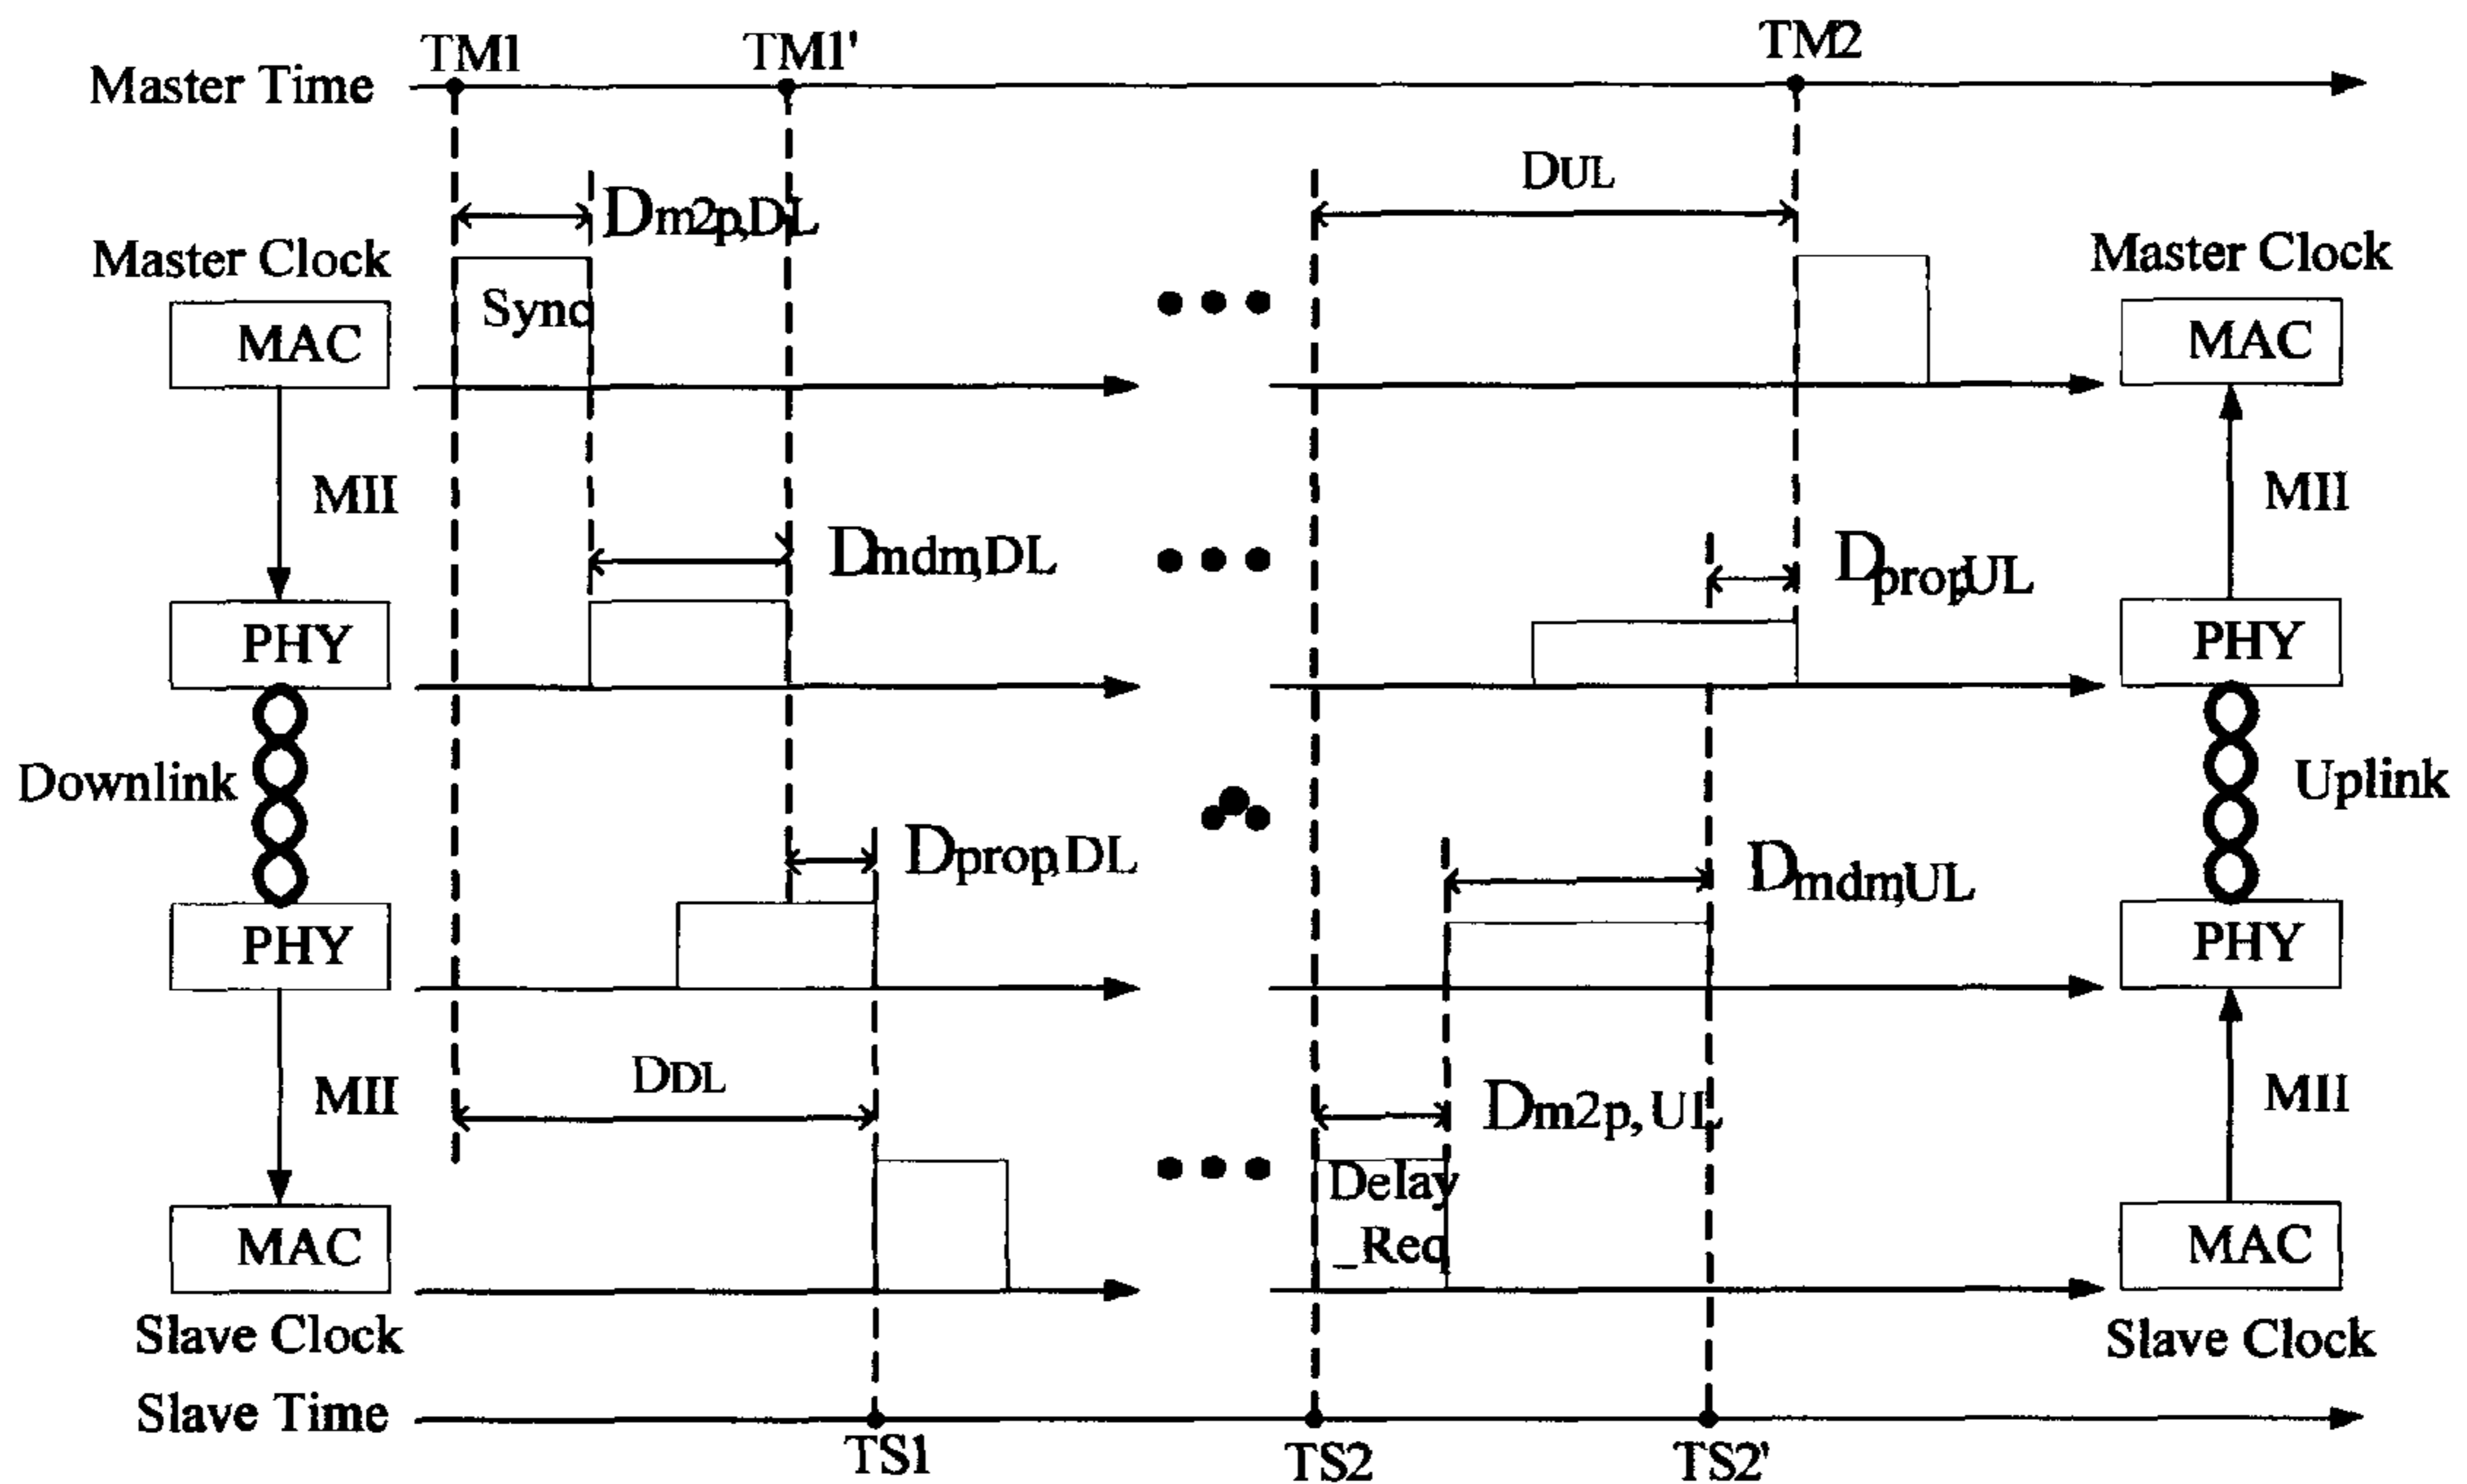 TM1
TM1'
TM2
Master Time
DUL
Dm2p,DL
Master Clock
Master Clock
Sync
MAC
MAC
MII
MII
Dmdm,DL
Dprop,UL
PHY
PHY
Downlink
Uplink
Dprop,DL
Dmdm,UL
PHY
PHY
DDL
MII
Dm2p, UL
MII
Delay
_Req
MAC
MAC
Slave Clock
Slave Clock
Slave Time
TS1
TS2
TS2'